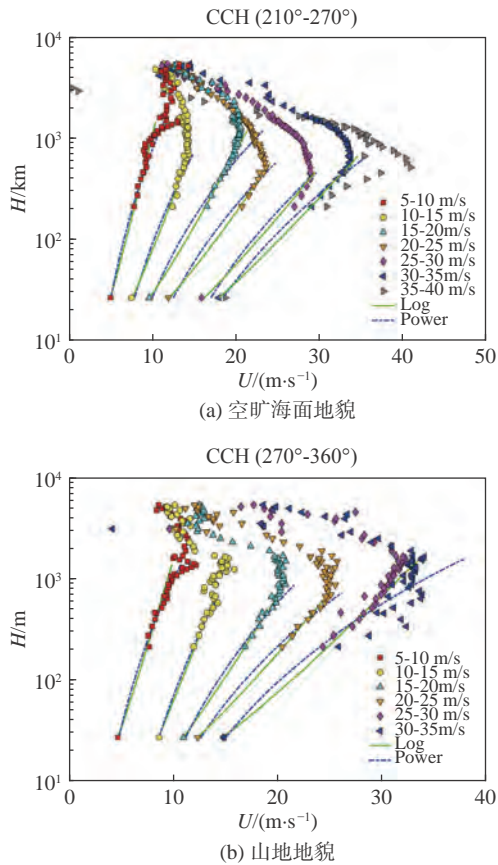 CCH (210°-270°)
10⁴
10³
10²
10¹
H/km
5-10 m/s
10-15 m/s
15-20m/s
20-25 m/s
25-30 m/s
30-35m/s
35-40 m/s
Log
Power
0 10 20 30 40 50
U/(m·s⁻¹)
(a) 空旷海面地貌
CCH (270°-360°)
10⁴
10³
10²
10¹
H/m
5-10 m/s
10-15 m/s
15-20m/s
20-25 m/s
25-30 m/s
30-35m/s
Log
Power
0 10 20 30 40
U/(m·s⁻¹)
(b) 山地地貌